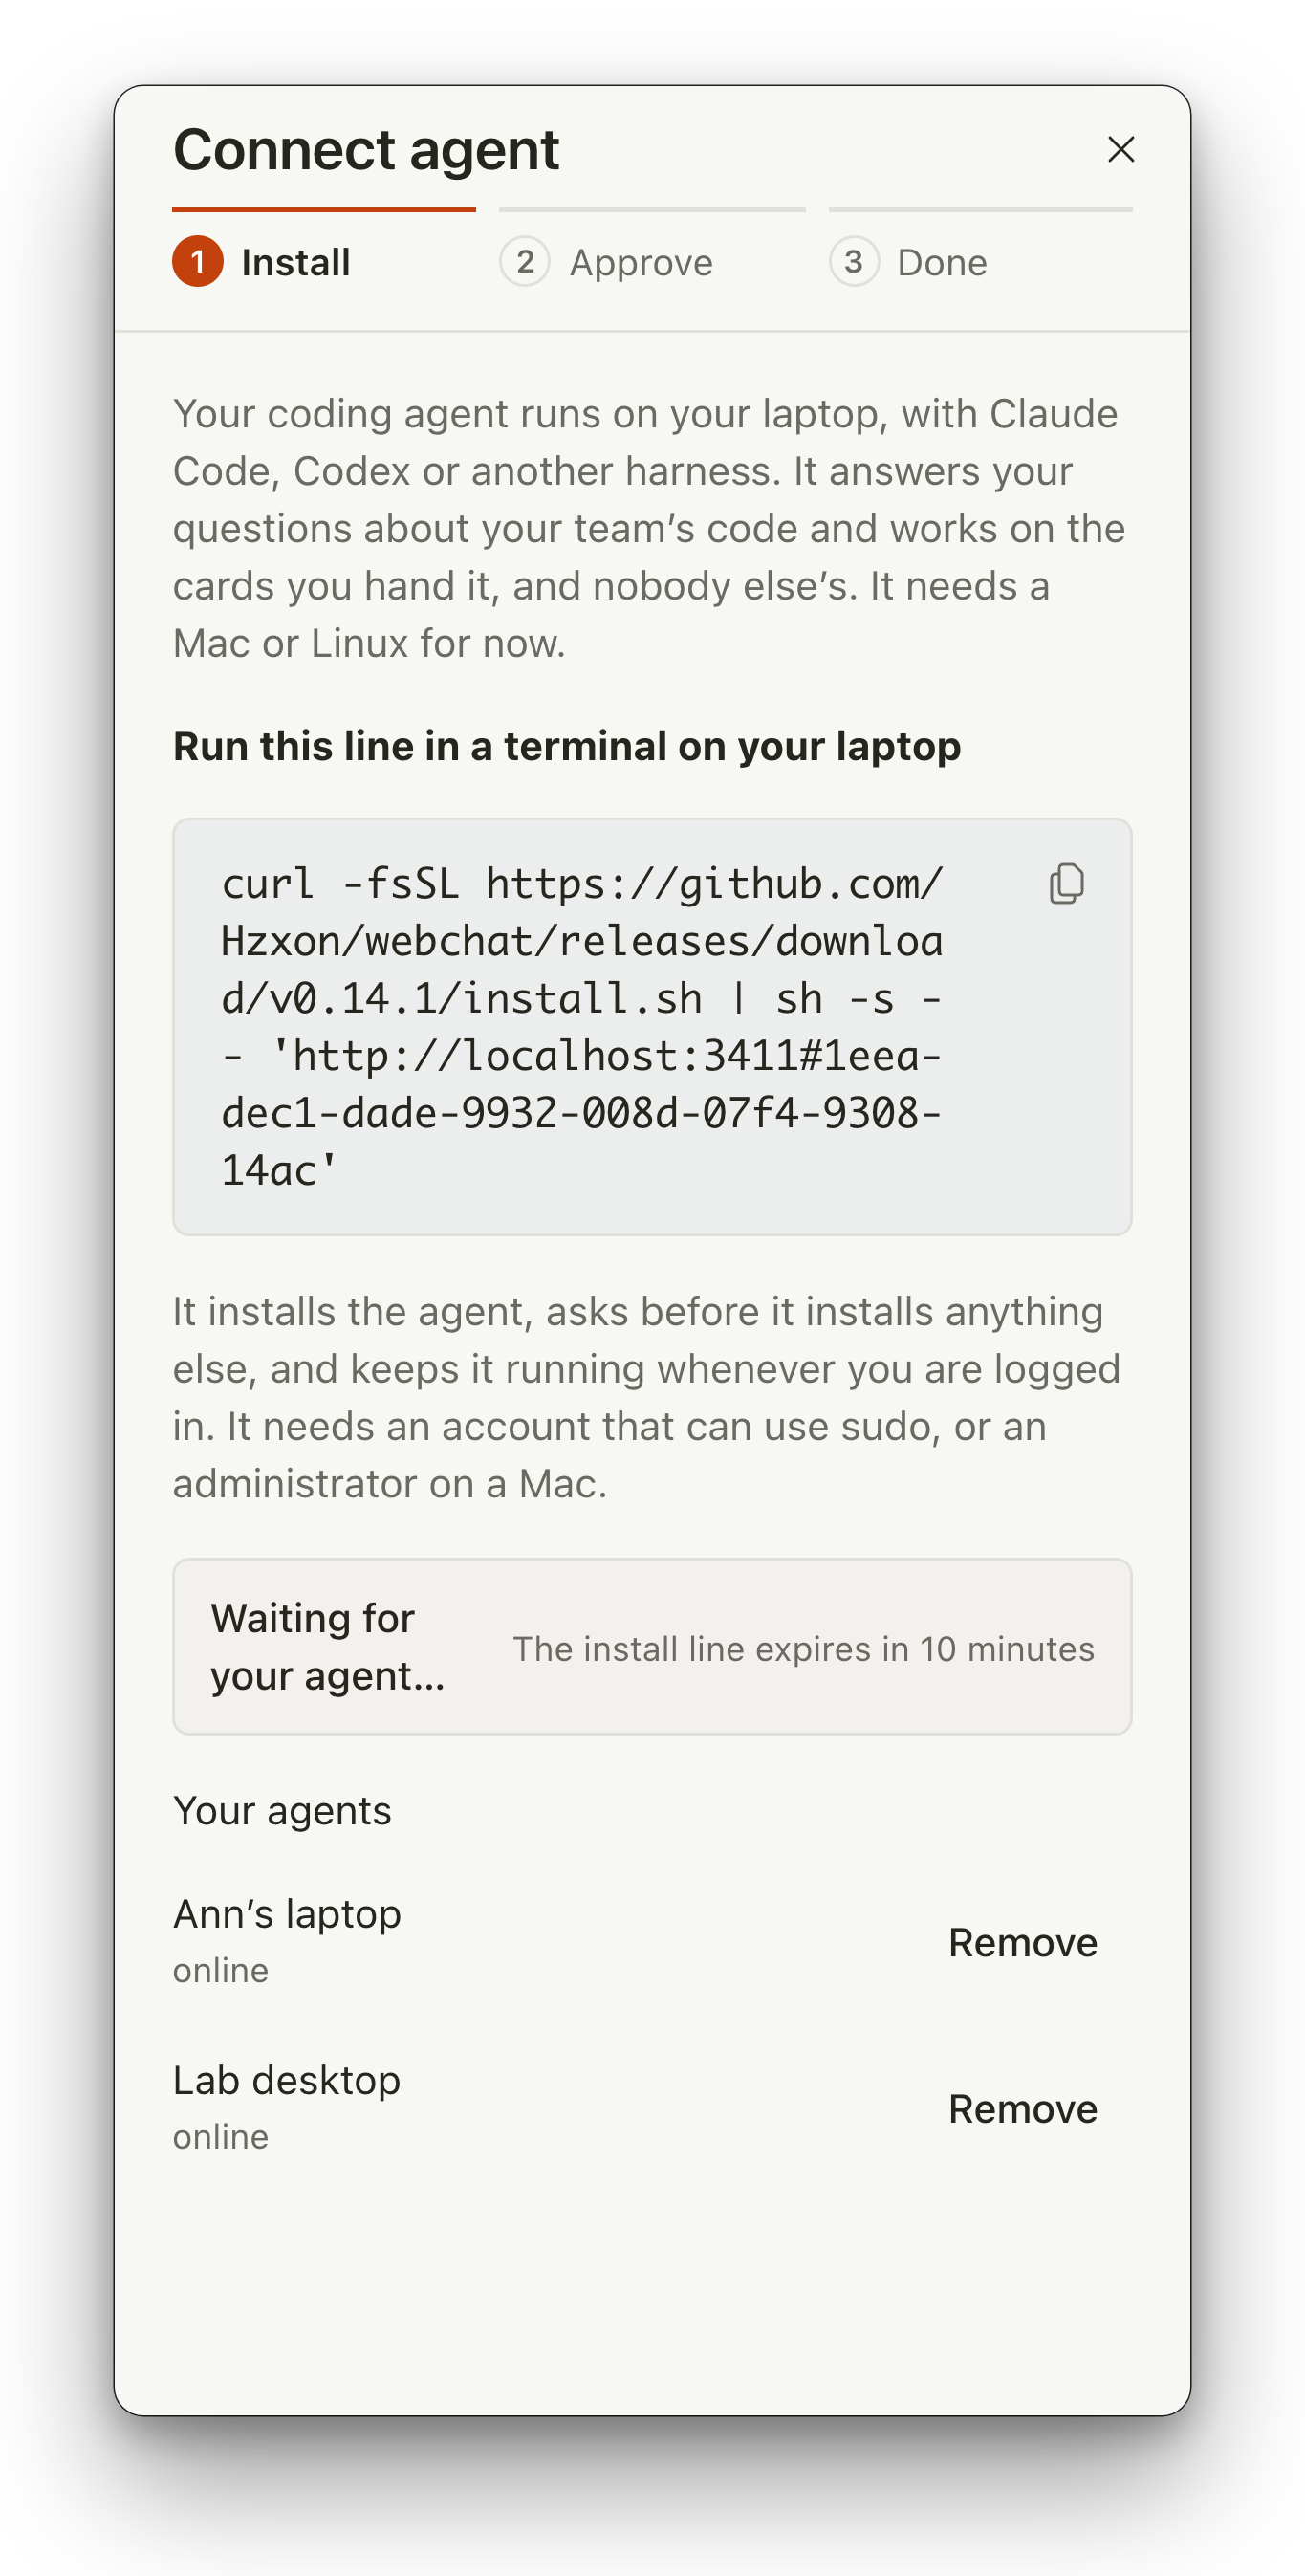 Connect agent
1 Install
2 Approve
3 Done
Your coding agent runs on your laptop, with Claude
Code, Codex or another harness. It answers your
questions about your team’s code and works on the
cards you hand it, and nobody else’s. It needs a
Mac or Linux for now.
Run this line in a terminal on your laptop
curl -fsSL https://github.com/
Hzxon/webchat/releases/downloa
d/v0.14.1/install.sh | sh -s -
- 'http://localhost:3411#1eea-
dec1-dade-9932-008d-07f4-9308-
14ac'
It installs the agent, asks before it installs anything
else, and keeps it running whenever you are logged
in. It needs an account that can use sudo, or an
administrator on a Mac.
Waiting for
your agent...
The install line expires in 10 minutes
Your agents
Ann’s laptop
online
Remove
Lab desktop
online
Remove